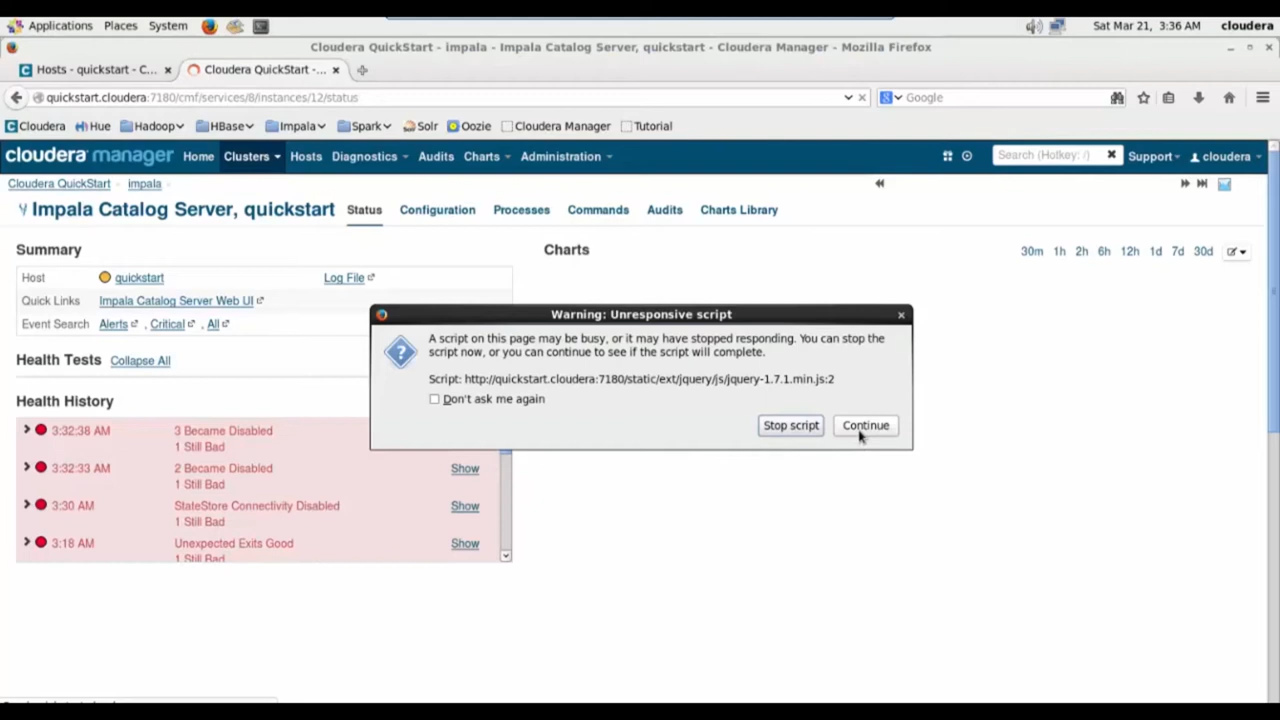 Applications Places System Sat Mar 21, 3:36 AM cloudera
Cloudera QuickStart - impala - Impala Catalog Server, quickstart - Cloudera Manager - Mozilla Firefox
Hosts - quickstart - C... Cloudera QuickStart -...
quickstart.cloudera:7180/cmf/services/8/instances/12/status Google
Cloudera Hue Hadoop HBase Impala Spark Solr Oozie Cloudera Manager Tutorial
cloudera manager Home Clusters Hosts Diagnostics Audits Charts Administration Search (Hotkey: /) Support cloudera
Cloudera QuickStart impala
Impala Catalog Server, quickstart Status Configuration Processes Commands Audits Charts Library
Summary Charts 30m 1h 2h 6h 12h 1d 7d 30d
Host quickstart Log File
Quick Links Impala Catalog Server Web UI
Event Search Alerts , Critical , All
Health Tests Collapse All
Health History
3:32:38 AM 3 Became Disabled
1 Still Bad
3:32:33 AM 2 Became Disabled Show
1 Still Bad
3:30 AM StateStore Connectivity Disabled Show
1 Still Bad
3:18 AM Unexpected Exits Good Show
1 Still Bad
Warning: Unresponsive script
A script on this page may be busy, or it may have stopped responding. You can stop the
script now, or you can continue to see if the script will complete.
Script: http://quickstart.cloudera:7180/static/ext/jquery/js/jquery-1.7.1.min.js:2
Don't ask me again
Stop script Continue